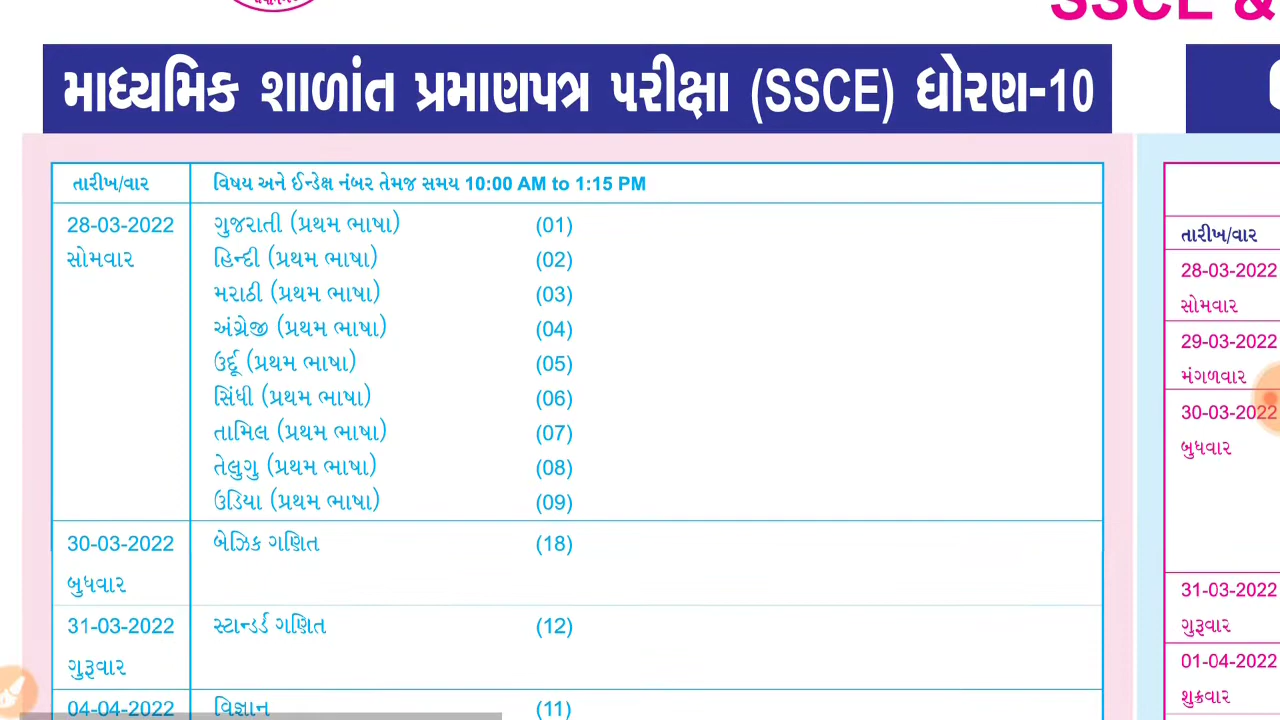 SSCE &
માધ્યમિક શાળાંત પ્રમાણપત્ર પરીક્ષા (SSCE) ધોરણ-10
તારીખ/વાર વિષય અને ઈન્ડેક્ષ નંબર તેમજ સમય 10:00 AM to 1:15 PM
28-03-2022 ગુજરાતી (પ્રથમ ભાષા) (01)
સોમવાર હિન્દી (પ્રથમ ભાષા) (02)
મરાઠી (પ્રથમ ભાષા) (03)
અંગ્રેજી (પ્રથમ ભાષા) (04)
ઉર્દૂ (પ્રથમ ભાષા) (05)
સિંધી (પ્રથમ ભાષા) (06)
તામિલ (પ્રથમ ભાષા) (07)
તેલુગુ (પ્રથમ ભાષા) (08)
ઉડિયા (પ્રથમ ભાષા) (09)
30-03-2022 બેઝિક ગણિત (18)
બુધવાર
31-03-2022 સ્ટાન્ડર્ડ ગણિત (12)
ગુરૂવાર
04-04-2022 વિજ્ઞાન (11)
તારીખ/વાર
28-03-2022
સોમવાર
29-03-2022
મંગળવાર
30-03-2022
બુધવાર
31-03-2022
ગુરૂવાર
01-04-2022
શુક્રવાર